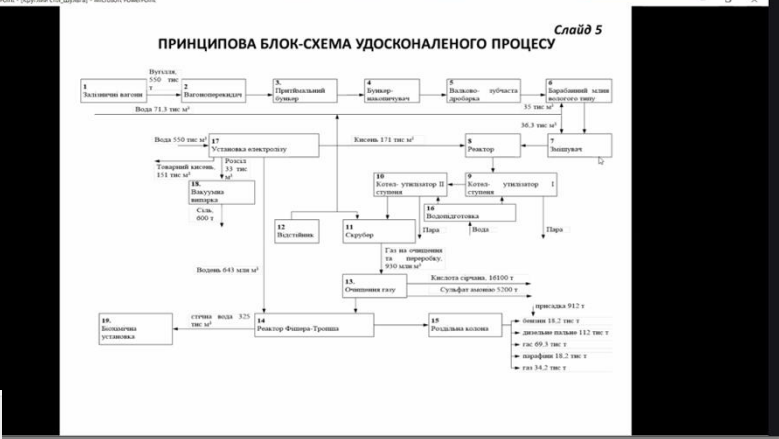 Слайд 5
ПРИНЦИПОВА БЛОК-СХЕМА УДОСКОНАЛЕНОГО ПРОЦЕСУ
Вугілля,
550 тис
т
1
Залізничні вагони
2
Вагоноперекидач
3.
Приймальний
бункер
4
Бункер-
накопичувач
5
Валково- зубчаста
дробарка
6
Барабанний млин
вологого типу
Вода 71,3 тис м³
35 тис м³
36,3 тис м³
Вода 550 тис м³
17
Установка електролізу
Кисень 171 тис м³
8
Реактор
7
Змішувач
Товарний кисень,
151 тис м³
Розсіл
33 тис
м³
18.
Вакуумна
випарка
Сіль,
600 т
10
Котел- утилізатор II
ступеня
9
Котел- утилізатор I
ступеня
16
Водопідготовка
12
Відстійник
11
Скрубер
Пара
Вода
Пара
Газ на очищення
та переробку,
930 млн м³
Водень 643 млн м³
13.
Очищення газу
Кислота сірчана, 16100 т
Сульфат амонію 5200 т
присадка 912 т
19.
Біохімічна
установка
стічна вода 325
тис м³
14
Реактор Фішера-Тропша
15
Роздільна колона
бензин 18,2 тис т
дизельне пальне 112 тис т
гас 69,3 тис т
парафіни 18,2 тис т
газ 34,2 тис т